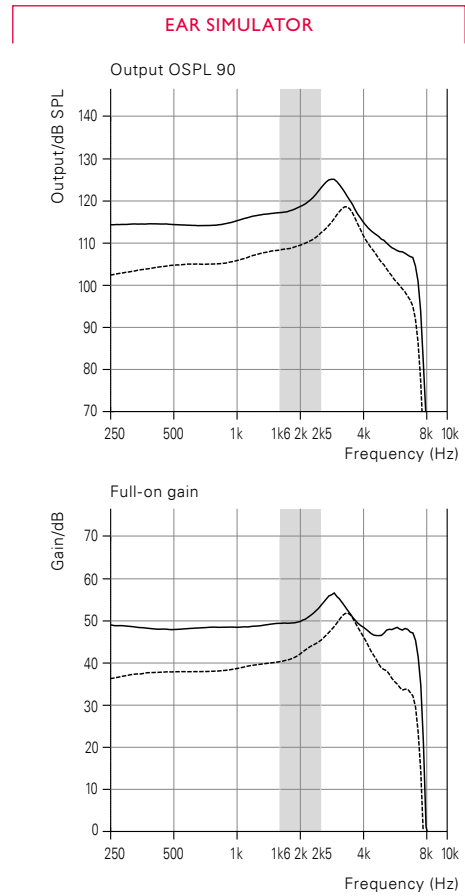 EAR SIMULATOR
Output OSPL 90
Output/dB SPL
140
130
120
110
100
90
80
70
250 500 1k 1k6 2k 2k5 4k 8k 10k
Frequency (Hz)
Full-on gain
Gain/dB
70
60
50
40
30
20
10
0
250 500 1k 1k6 2k 2k5 4k 8k 10k
Frequency (Hz)